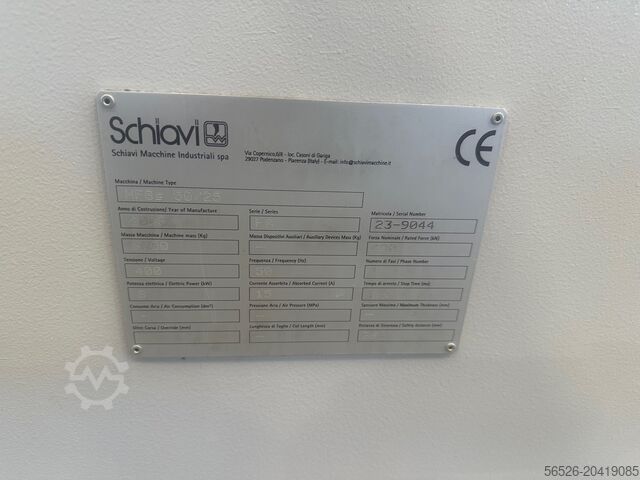 Schiavi
Schiavi Macchine Industriali spa
Via Copernico,6/8 - loc. Casoni di Gariga
29027 Podenzano - Piacenza (Italy) - E-mail: info@schiavimacchine.it
CE
Macchina / Machine Type
Anno di Costruzione/ Year of Manufacture Serie / Series Matricola / Serial Number
23-9044
Massa Macchina / Machine mass (Kg) Massa Dispositivi Ausiliari / Auxiliary Devices Mass (Kg) Forza Nominale / Rated Force (kN)
Tensione / Voltage Frequenza / Frequency (Hz) Numero di Fasi / Phase Number
400 50
Potenza elettrica / Electric Power (kW) Corrente Assorbita / Absorbed Current (A) Tempo di arresto / Stop Time (ms)
15
Consumo Aria / Air Consumption (dm³) Pressione Aria / Air Pressure (MPa) Spessore Massimo / Maximum Thickness (mm)
Oltre Corsa / Override (mm) Lunghezza di Taglio / Cut Length (mm) Distanza di Sicurezza / Safety distance (mm)
56526-20419085